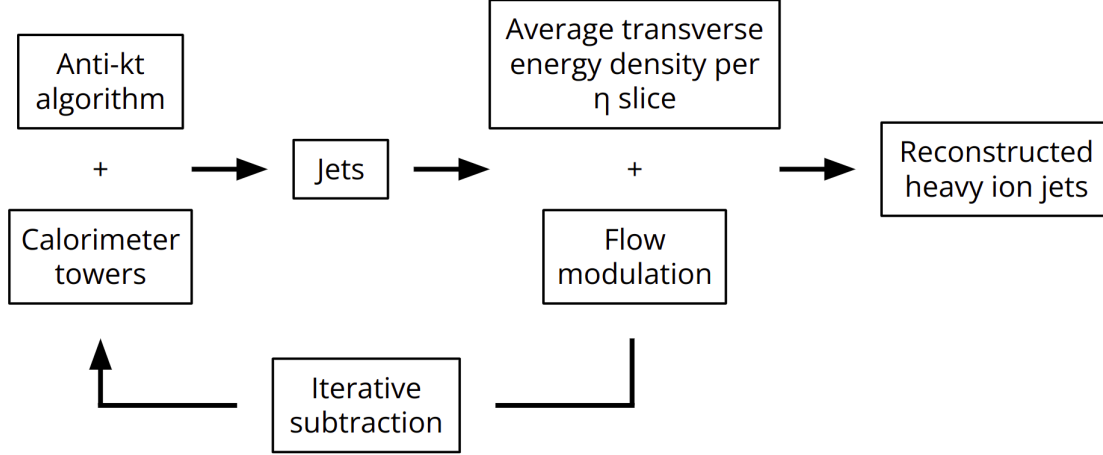 Anti-kt
algorithm
+
Calorimeter
towers
Jets
Average transverse
energy density per
η slice
+
Flow
modulation
Reconstructed
heavy ion jets
Iterative
subtraction